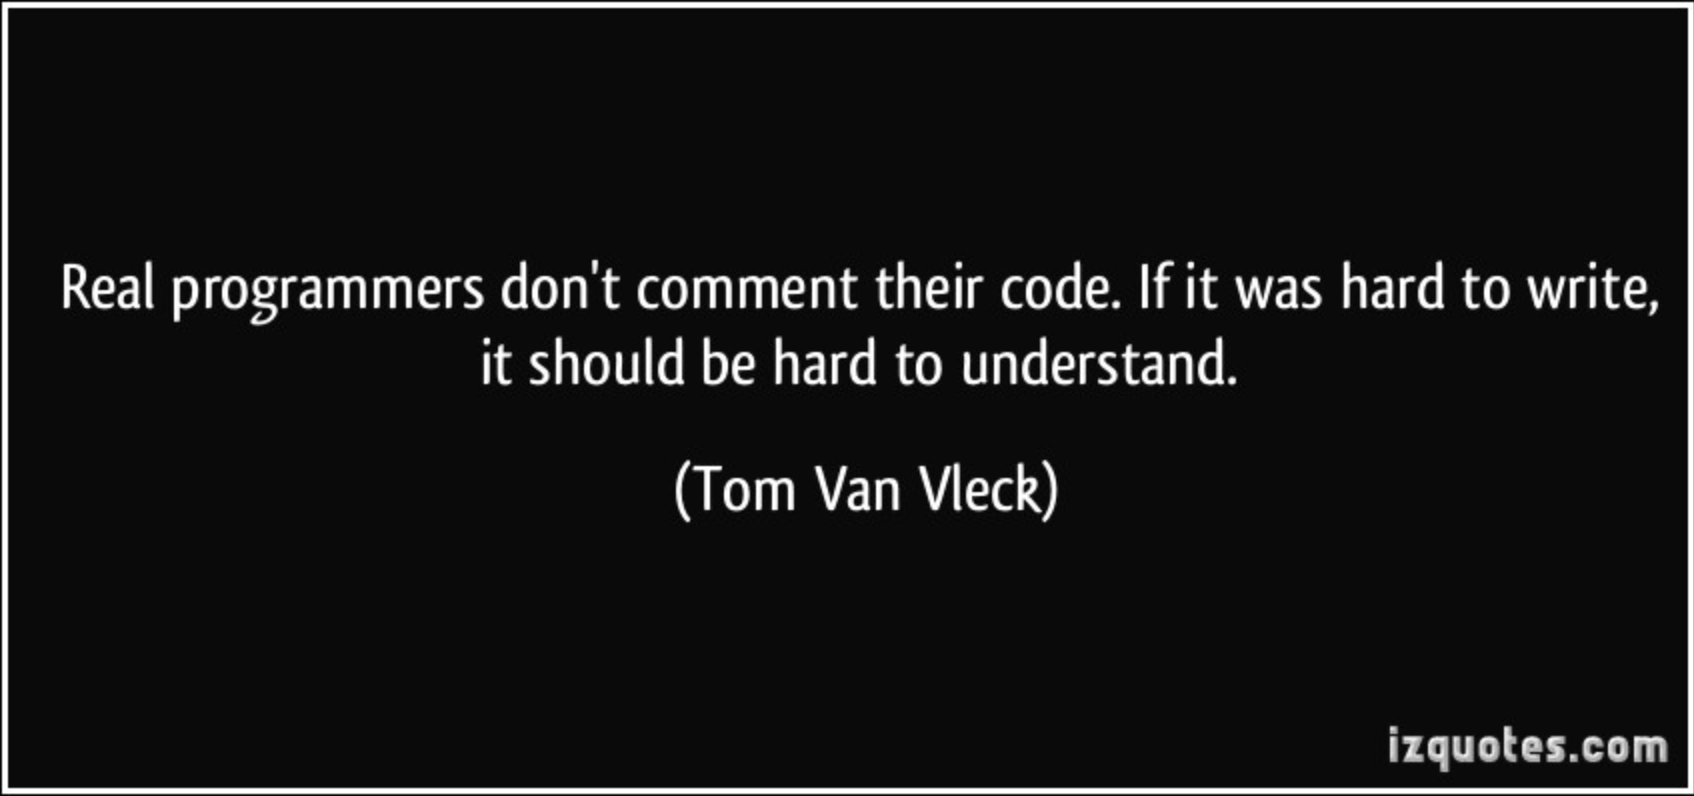 Real programmers don't comment their code. If it was hard to write,
it should be hard to understand.
(Tom Van Vleck)
izquotes.com